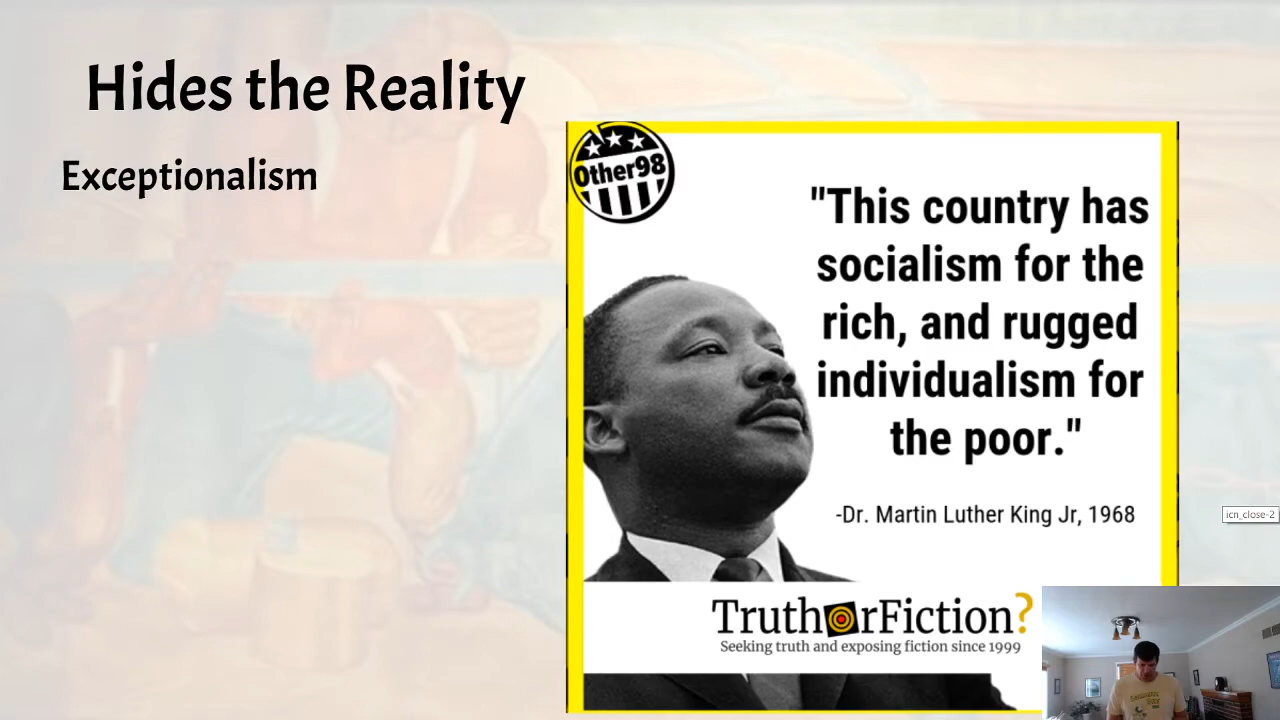 Hides the Reality
Exceptionalism
Other98
"This country has
socialism for the
rich, and rugged
individualism for
the poor."
-Dr. Martin Luther King Jr, 1968
TruthorFiction?
Seeking truth and exposing fiction since 1999
icn_close-2